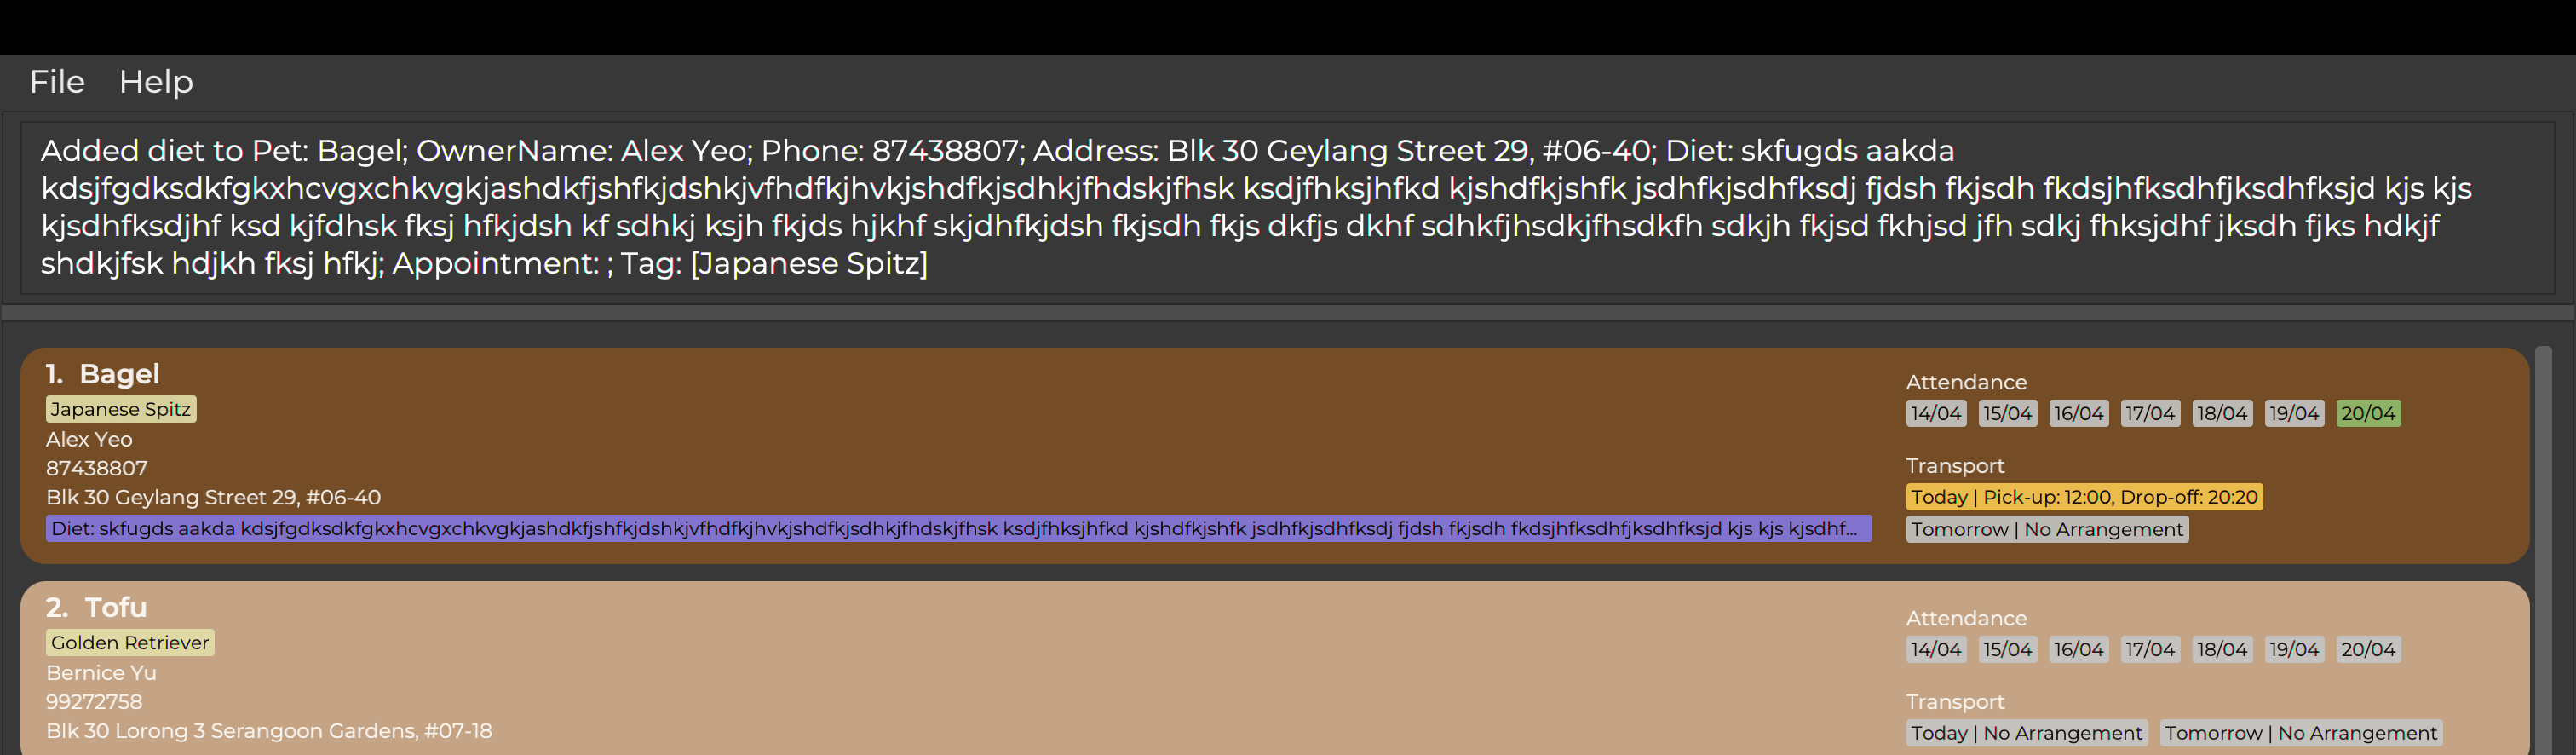 File Help
Added diet to Pet: Bagel; OwnerName: Alex Yeo; Phone: 87438807; Address: Blk 30 Geylang Street 29, #06-40; Diet: skfugds aakda
kdsjfgdksdkfgkxhcvgxchkvgkjashdkfjshfkjdshkjvfhdfkjhvkjshdfkjsdhkjfhdskjfhsk ksdjfhksjhfkd kjshdfkjshfk jsdhfkjsdhfksdj fjdsh fkjsdh fkdsjhfksdhfjksdhfksjd kjs kjs
kjsdhfksdjhf ksd kjfdhsk fksj hfkjdsh kf sdhkj ksjh fkjds hjkhf skjdhfkjdsh fkjsdh fkjs dkfjs dkhf sdhkfjhsdkjfhsdkfh sdkjh fkjsd fkhjsd jfh sdkj fhksjdhf jksdh fjks hdkjf
shdkjfsk hdjkh fksj hfkj; Appointment: ; Tag: [Japanese Spitz]
1. Bagel
Japanese Spitz
Alex Yeo
87438807
Blk 30 Geylang Street 29, #06-40
Diet: skfugds aakda kdsjfgdksdkfgkxhcvgxchkvgkjashdkfjshfkjdshkjvfhdfkjhvkjshdfkjsdhkjfhdskjfhsk ksdjfhksjhfkd kjshdfkjshfk jsdhfkjsdhfksdj fjdsh fkjsdh fkdsjhfksdhfjksdhfksjd kjs kjs kjsdhf...
Attendance
14/04 15/04 16/04 17/04 18/04 19/04 20/04
Transport
Today | Pick-up: 12:00, Drop-off: 20:20
Tomorrow | No Arrangement
2. Tofu
Golden Retriever
Bernice Yu
99272758
Blk 30 Lorong 3 Serangoon Gardens, #07-18
Attendance
14/04 15/04 16/04 17/04 18/04 19/04 20/04
Transport
Today | No Arrangement Tomorrow | No Arrangement